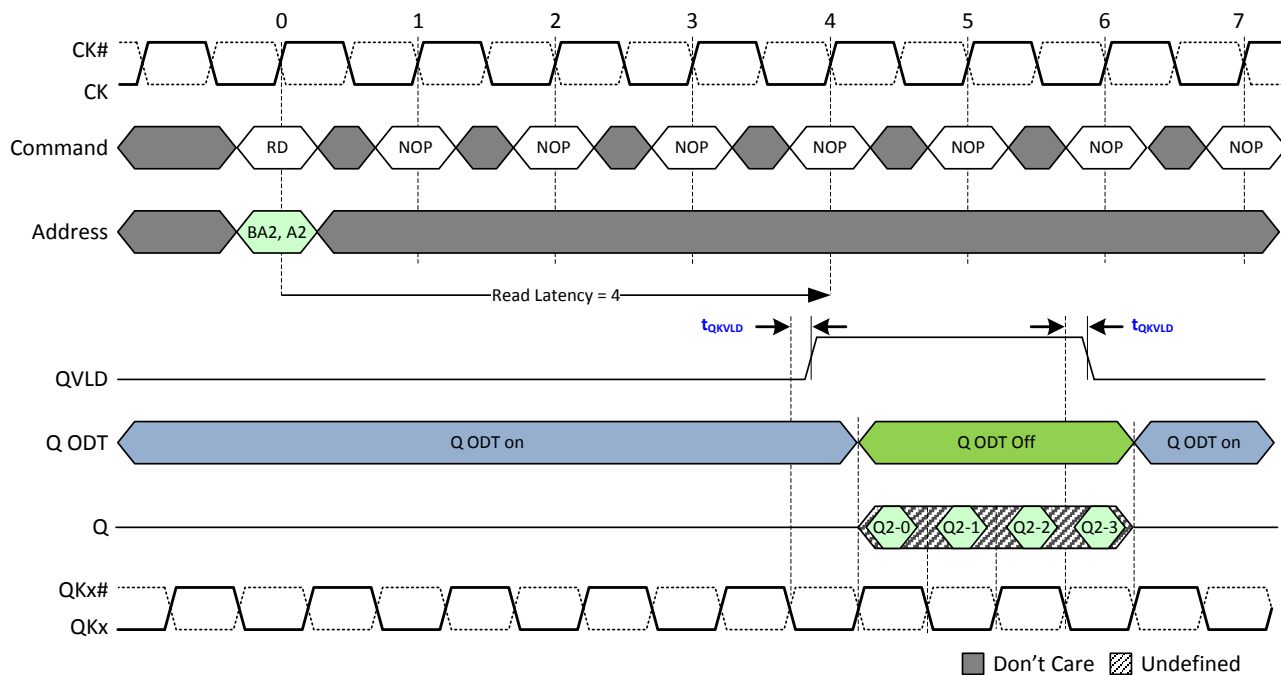 0 1 2 3 4 5 6 7
CK#
CK
Command RD NOP NOP NOP NOP NOP NOP NOP
Address BA2, A2
Read Latency = 4
tQKVLD tQKVLD
QVLD
Q ODT Q ODT on Q ODT Off Q ODT on
Q Q2-0 Q2-1 Q2-2 Q2-3
QKx#
QKx
Don't Care Undefined